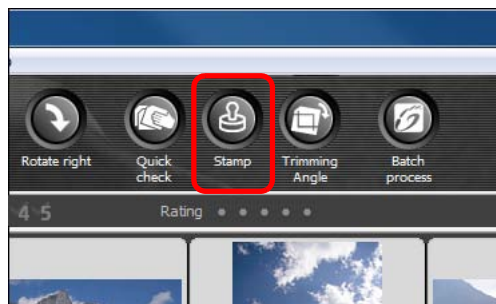 Rotate right
Quick
check
Stamp
Trimming
Angle
Batch
process
4 5
Rating